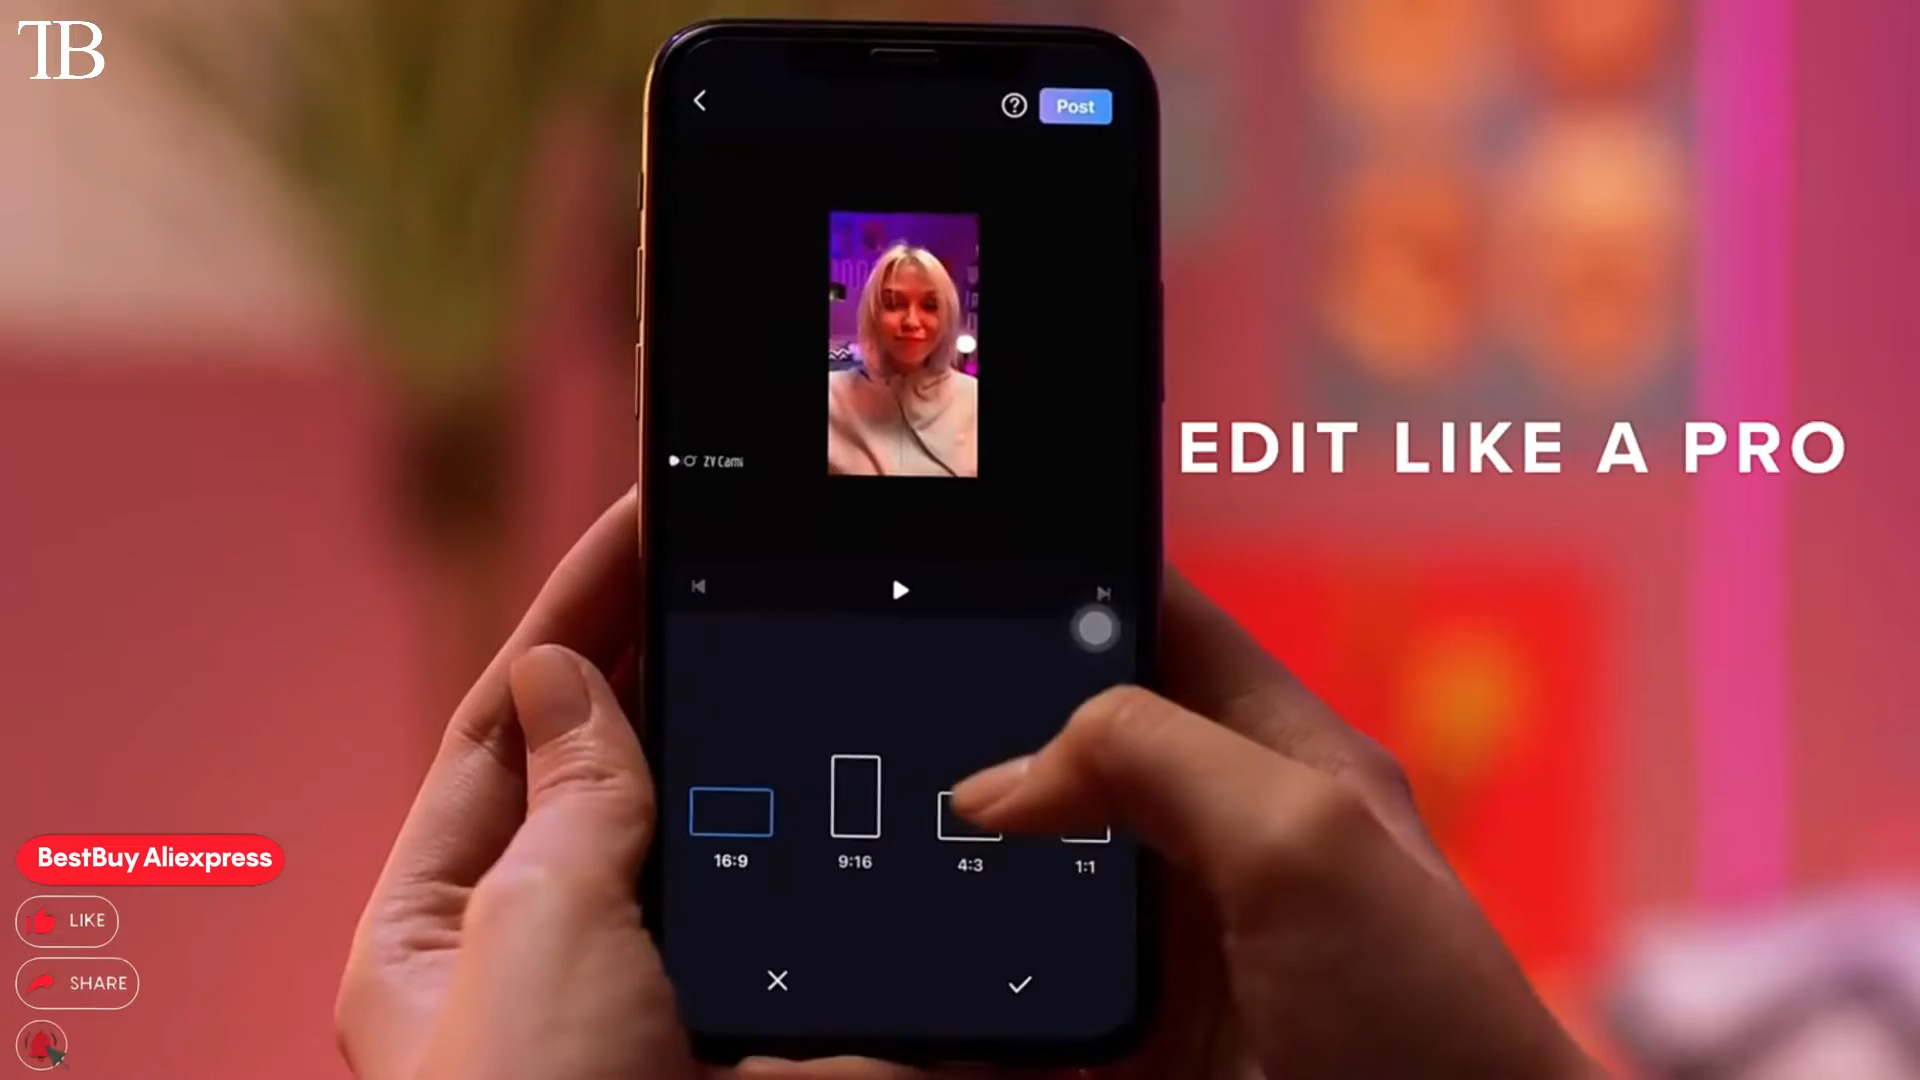 TB
Post
ZY Cami
EDIT LIKE A PRO
16:9
9:16
4:3
1:1
BestBuy Aliexpress
LIKE
SHARE